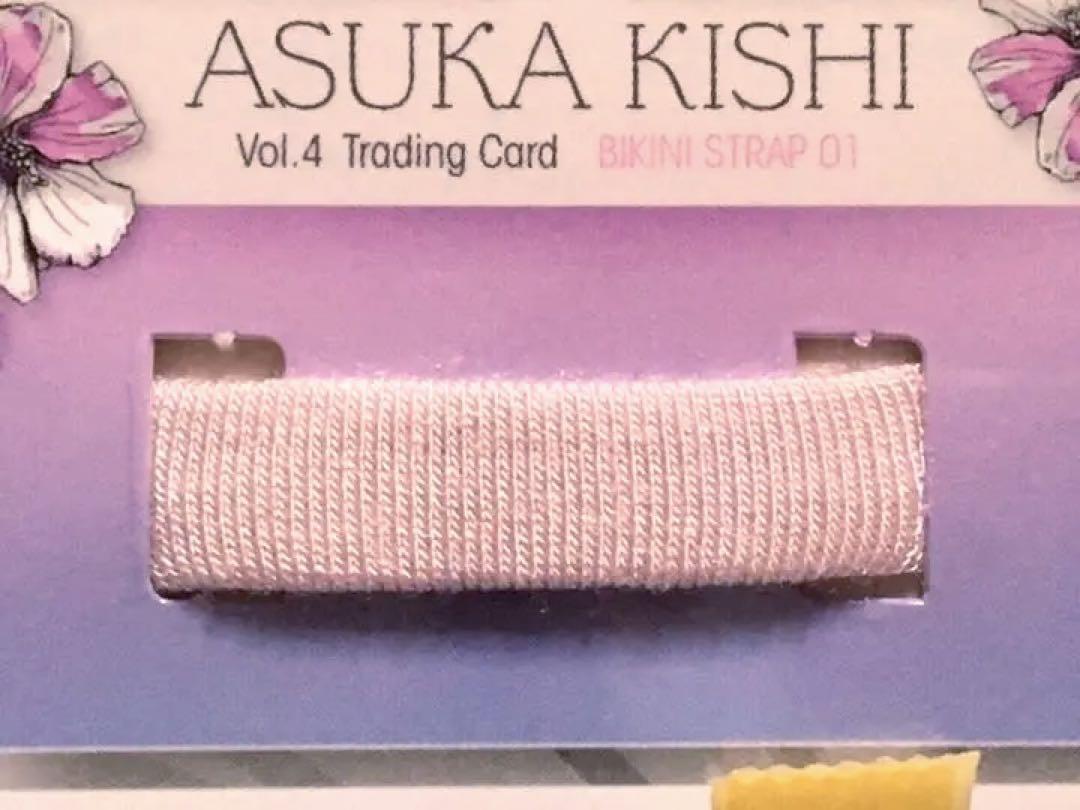 ASUKA KISHI
Vol.4 Trading Card BIKINI STRAP 01